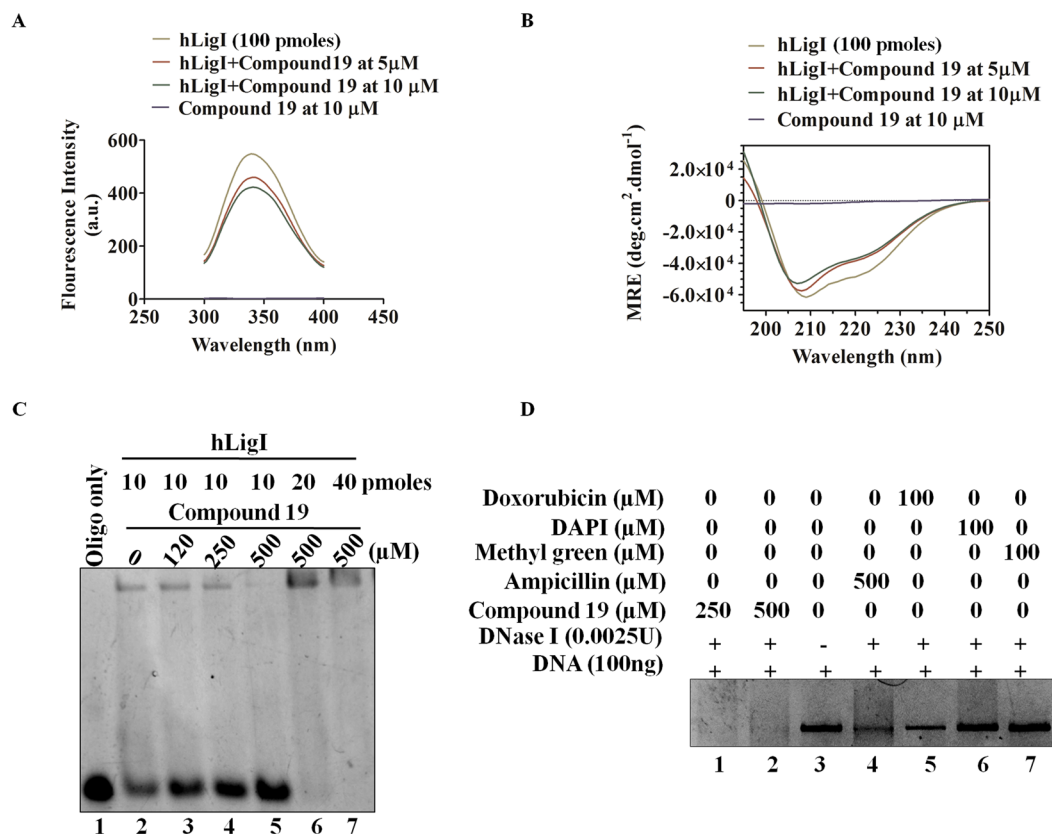 A
hLigI (100 pmoles)
hLigI+Compound19 at 5µM
hLigI+Compound 19 at 10 µM
Compound 19 at 10 µM
Flourescence Intensity
(a.u.)
600
400
200
0
250 300 350 400 450
Wavelength (nm)
B
hLigI (100 pmoles)
hLigI+Compound 19 at 5µM
hLigI+Compound 19 at 10µM
Compound 19 at 10 µM
MRE (deg.cm².dmol⁻¹)
2.0×10⁴
0
-2.0×10⁴
-4.0×10⁴
-6.0×10⁴
200 210 220 230 240 250
Wavelength (nm)
C
hLigI
Oligo only
10 10 10 10 20 40 pmoles
Compound 19
0 120 250 500 500 500 (µM)
1 2 3 4 5 6 7
D
Doxorubicin (µM) 0 0 0 0 100 0 0
DAPI (µM) 0 0 0 0 0 100 0
Methyl green (µM) 0 0 0 0 0 0 100
Ampicillin (µM) 0 0 0 500 0 0 0
Compound 19 (µM) 250 500 0 0 0 0 0
DNase I (0.0025U) + + - + + + +
DNA (100ng) + + + + + + +
1 2 3 4 5 6 7